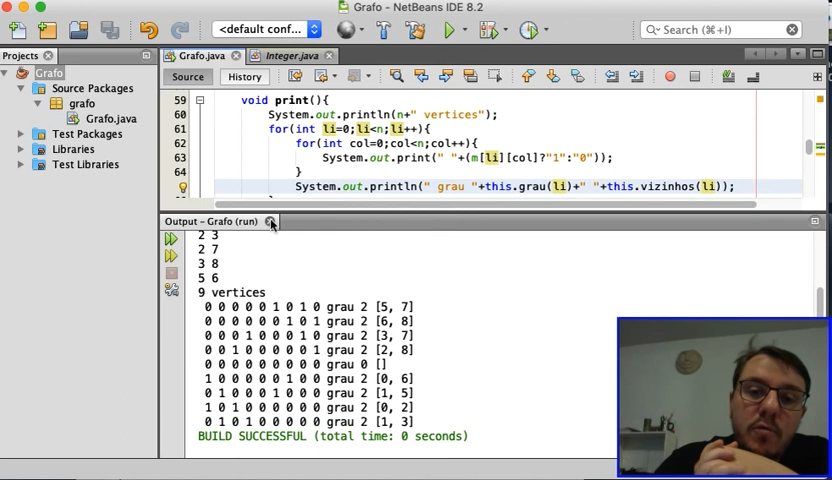 Grafo - NetBeans IDE 8.2
<default conf...
Search (⌘+I)
Projects
Grafo.java
Integer.java
Grafo
Source Packages
grafo
Grafo.java
Test Packages
Libraries
Test Libraries
Source
History
59 void print(){
60 System.out.println(n+" vertices");
61 for(int li=0;li<n;li++){
62 for(int col=0;col<n;col++){
63 System.out.print(" "+(m[li][col]?"1":"0"));
64 }
System.out.println(" grau "+this.grau(li)+" "+this.vizinhos(li));
Output - Grafo (run)
2 3
2 7
3 8
5 6
9 vertices
0 0 0 0 0 1 0 1 0 grau 2 [5, 7]
0 0 0 0 0 0 1 0 1 grau 2 [6, 8]
0 0 0 1 0 0 0 1 0 grau 2 [3, 7]
0 0 1 0 0 0 0 0 1 grau 2 [2, 8]
0 0 0 0 0 0 0 0 0 grau 0 []
1 0 0 0 0 0 1 0 0 grau 2 [0, 6]
0 1 0 0 0 1 0 0 0 grau 2 [1, 5]
1 0 1 0 0 0 0 0 0 grau 2 [0, 2]
0 1 0 1 0 0 0 0 0 grau 2 [1, 3]
BUILD SUCCESSFUL (total time: 0 seconds)